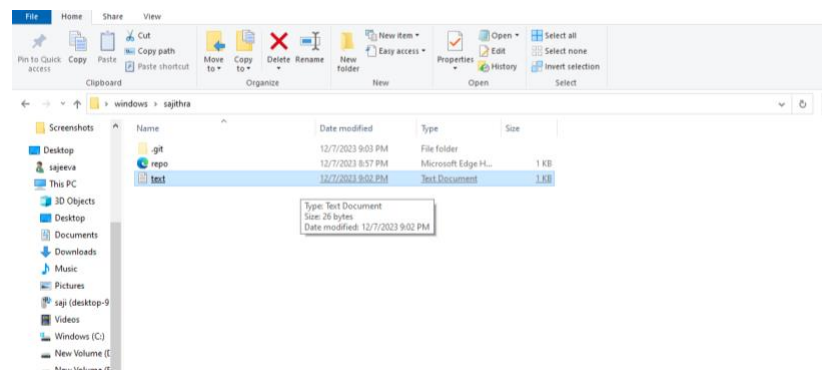 File Home Share View
Pin to Quick access
Copy
Paste
Cut
Copy path
Paste shortcut
Move to
Copy to
Delete
Rename
New folder
New item
Easy access
Properties
Open
Edit
History
Select all
Select none
Invert selection
Clipboard Organize New Open Select
windows › sajithra
Screenshots
Desktop
sajeeva
This PC
3D Objects
Desktop
Documents
Downloads
Music
Pictures
saji (desktop-9
Videos
Windows (C:)
New Volume (
Name Date modified Type Size
.git 12/7/2023 9:03 PM File folder
repo 12/7/2023 8:57 PM Microsoft Edge H... 1 KB
text 12/7/2023 9:02 PM Text Document 1 KB
Type: Text Document
Size: 26 bytes
Date modified: 12/7/2023 9:02 PM